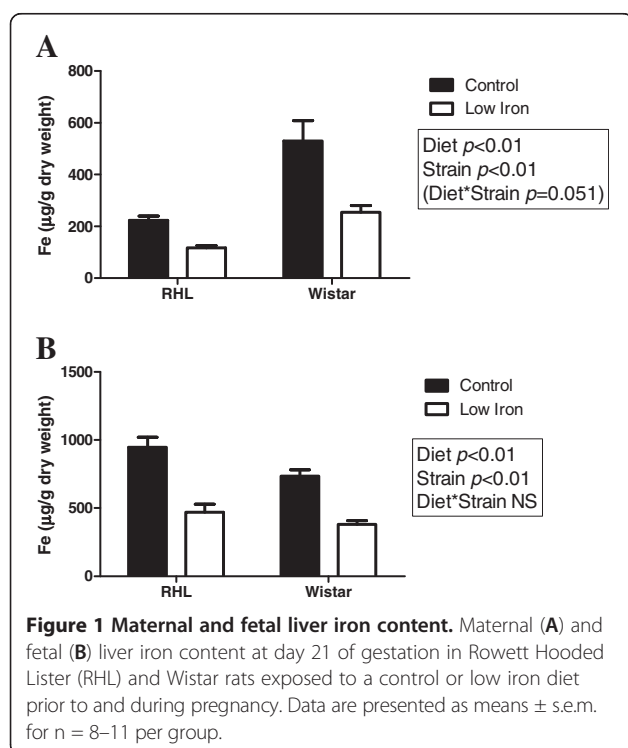 A
800
600
400
200
0
Fe (µg/g dry weight)
RHL
Wistar
Control
Low Iron
Diet p<0.01
Strain p<0.01
(Diet*Strain p=0.051)
B
1500
1000
500
0
Fe (µg/g dry weight)
RHL
Wistar
Control
Low Iron
Diet p<0.01
Strain p<0.01
Diet*Strain NS
Figure 1 Maternal and fetal liver iron content. Maternal (A) and
fetal (B) liver iron content at day 21 of gestation in Rowett Hooded
Lister (RHL) and Wistar rats exposed to a control or low iron diet
prior to and during pregnancy. Data are presented as means ± s.e.m.
for n = 8–11 per group.